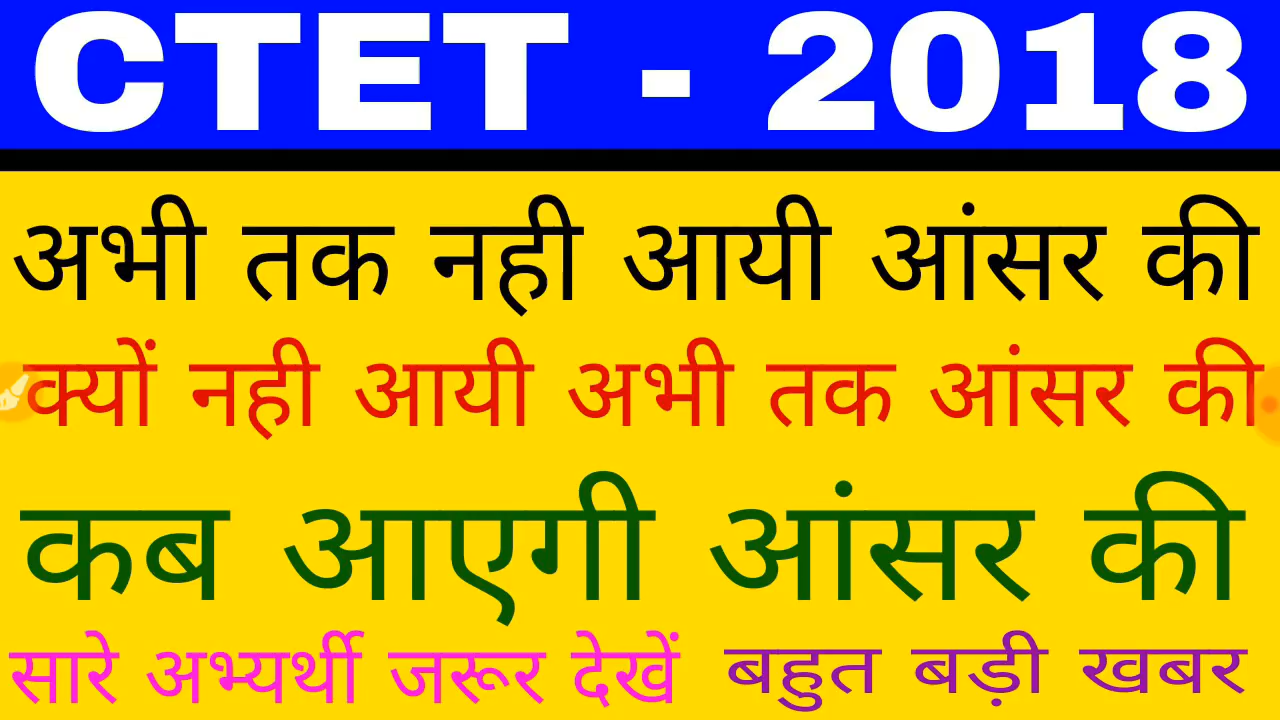 CTET - 2018
अभी तक नही आयी आंसर की
क्यों नही आयी अभी तक आंसर की
कब आएगी आंसर की
सारे अभ्यर्थी जरूर देखें बहुत बड़ी खबर